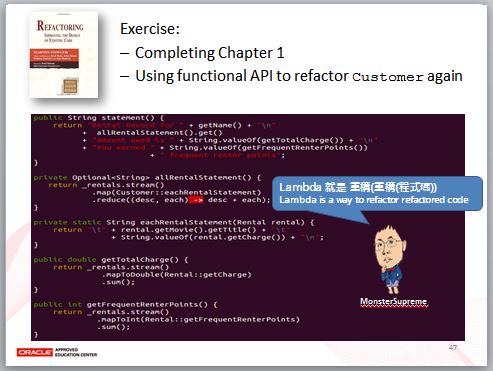 REFACTORING
IMPROVING THE DESIGN
OF EXISTING CODE
MARTIN FOWLER
Exercise:
– Completing Chapter 1
– Using functional API to refactor Customer again
public String statement() {
return "Rental Record for " + getName() + "\n"
+ allRentalStatement().get()
+ "Amount owed is " + String.valueOf(getTotalCharge()) + "\n"
+ "You earned " + String.valueOf(getFrequentRenterPoints())
+ " frequent renter points";
}
private Optional<String> allRentalStatement() {
return _rentals.stream()
.map(Customer::eachRentalStatement)
.reduce((desc, each) -> desc + each);
}
private static String eachRentalStatement(Rental rental) {
return "\t" + rental.getMovie().getTitle() + "\t"
+ String.valueOf(rental.getCharge()) + "\n";
}
public double getTotalCharge() {
return _rentals.stream()
.mapToDouble(Rental::getCharge)
.sum();
}
public int getFrequentRenterPoints() {
return _rentals.stream()
.mapToInt(Rental::getFrequentRenterPoints)
.sum();
}
Lambda 就是 重構(重構(程式碼))
Lambda is a way to refactor refactored code
MonsterSupreme
ORACLE
APPROVED
EDUCATION CENTER
47